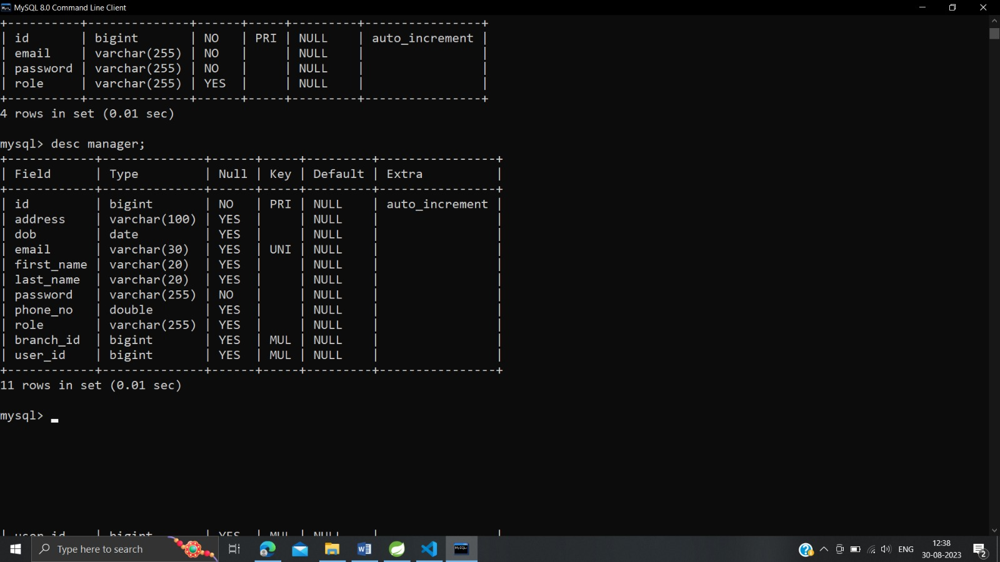 MySQL 8.0 Command Line Client
+----------+--------------+------+-----+---------+----------------+
| id       | bigint       | NO   | PRI | NULL    | auto_increment |
| email    | varchar(255) | NO   |     | NULL    |                |
| password | varchar(255) | NO   |     | NULL    |                |
| role     | varchar(255) | YES  |     | NULL    |                |
+----------+--------------+------+-----+---------+----------------+
4 rows in set (0.01 sec)
mysql> desc manager;
+------------+--------------+------+-----+---------+----------------+
| Field      | Type         | Null | Key | Default | Extra          |
+------------+--------------+------+-----+---------+----------------+
| id         | bigint       | NO   | PRI | NULL    | auto_increment |
| address    | varchar(100) | YES  |     | NULL    |                |
| dob        | date         | YES  |     | NULL    |                |
| email      | varchar(30)  | YES  | UNI | NULL    |                |
| first_name | varchar(20)  | YES  |     | NULL    |                |
| last_name  | varchar(20)  | YES  |     | NULL    |                |
| password   | varchar(255) | NO   |     | NULL    |                |
| phone_no   | double       | YES  |     | NULL    |                |
| role       | varchar(255) | YES  |     | NULL    |                |
| branch_id  | bigint       | YES  | MUL | NULL    |                |
| user_id    | bigint       | YES  | MUL | NULL    |                |
+------------+--------------+------+-----+---------+----------------+
11 rows in set (0.01 sec)
mysql>
| user_id    | bigint       | YES  | MUL | NULL    |                |
Type here to search
ENG
12:38
30-08-2023
2